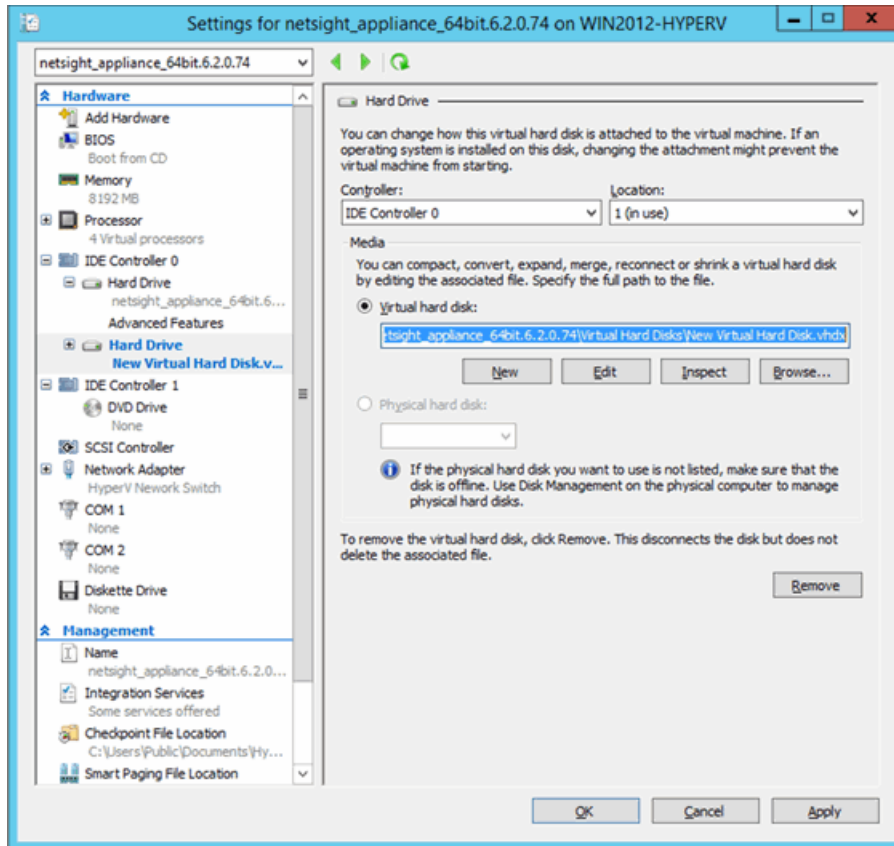 Settings for netsight_appliance_64bit.6.2.0.74 on WIN2012-HYPERV
netsight_appliance_64bit.6.2.0.74
Hardware
Add Hardware
BIOS
Boot from CD
Memory
8192 MB
Processor
4 Virtual processors
IDE Controller 0
Hard Drive
netsight_appliance_64bit.6...
Advanced Features
Hard Drive
New Virtual Hard Disk.v...
IDE Controller 1
DVD Drive
None
SCSI Controller
Network Adapter
HyperV Nework Switch
COM 1
None
COM 2
None
Diskette Drive
None
Management
Name
netsight_appliance_64bit.6.2.0...
Integration Services
Some services offered
Checkpoint File Location
C:\Users\Public\Documents\Hy...
Smart Paging File Location
Hard Drive
You can change how this virtual hard disk is attached to the virtual machine. If an
operating system is installed on this disk, changing the attachment might prevent the
virtual machine from starting.
Controller:
Location:
IDE Controller 0
1 (in use)
Media
You can compact, convert, expand, merge, reconnect or shrink a virtual hard disk
by editing the associated file. Specify the full path to the file.
Virtual hard disk:
tsight_appliance_64bit.6.2.0.74\Virtual Hard Disks\New Virtual Hard Disk.vhdx
New
Edit
Inspect
Browse...
Physical hard disk:
If the physical hard disk you want to use is not listed, make sure that the
disk is offline. Use Disk Management on the physical computer to manage
physical hard disks.
To remove the virtual hard disk, click Remove. This disconnects the disk but does not
delete the associated file.
Remove
OK
Cancel
Apply